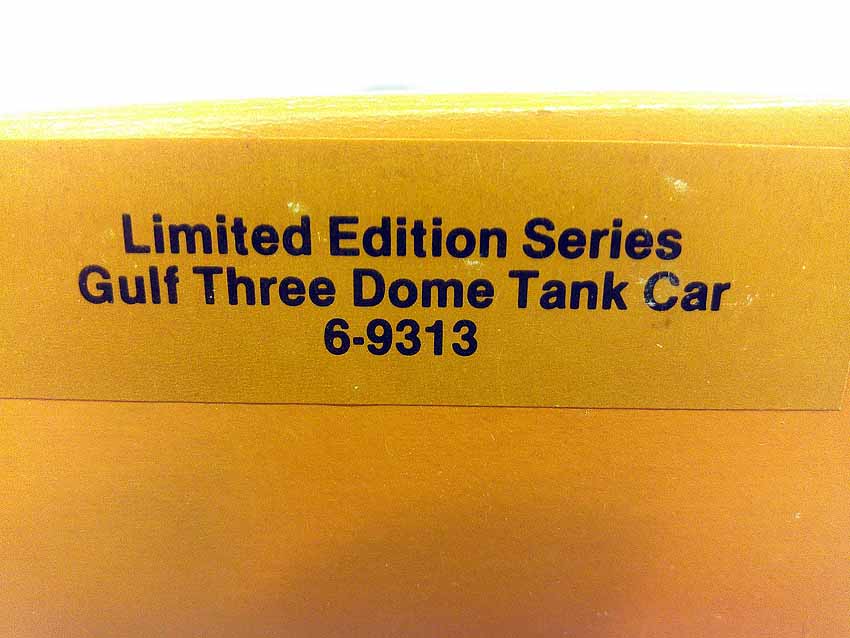 Limited Edition Series
Gulf Three Dome Tank Car
6-9313